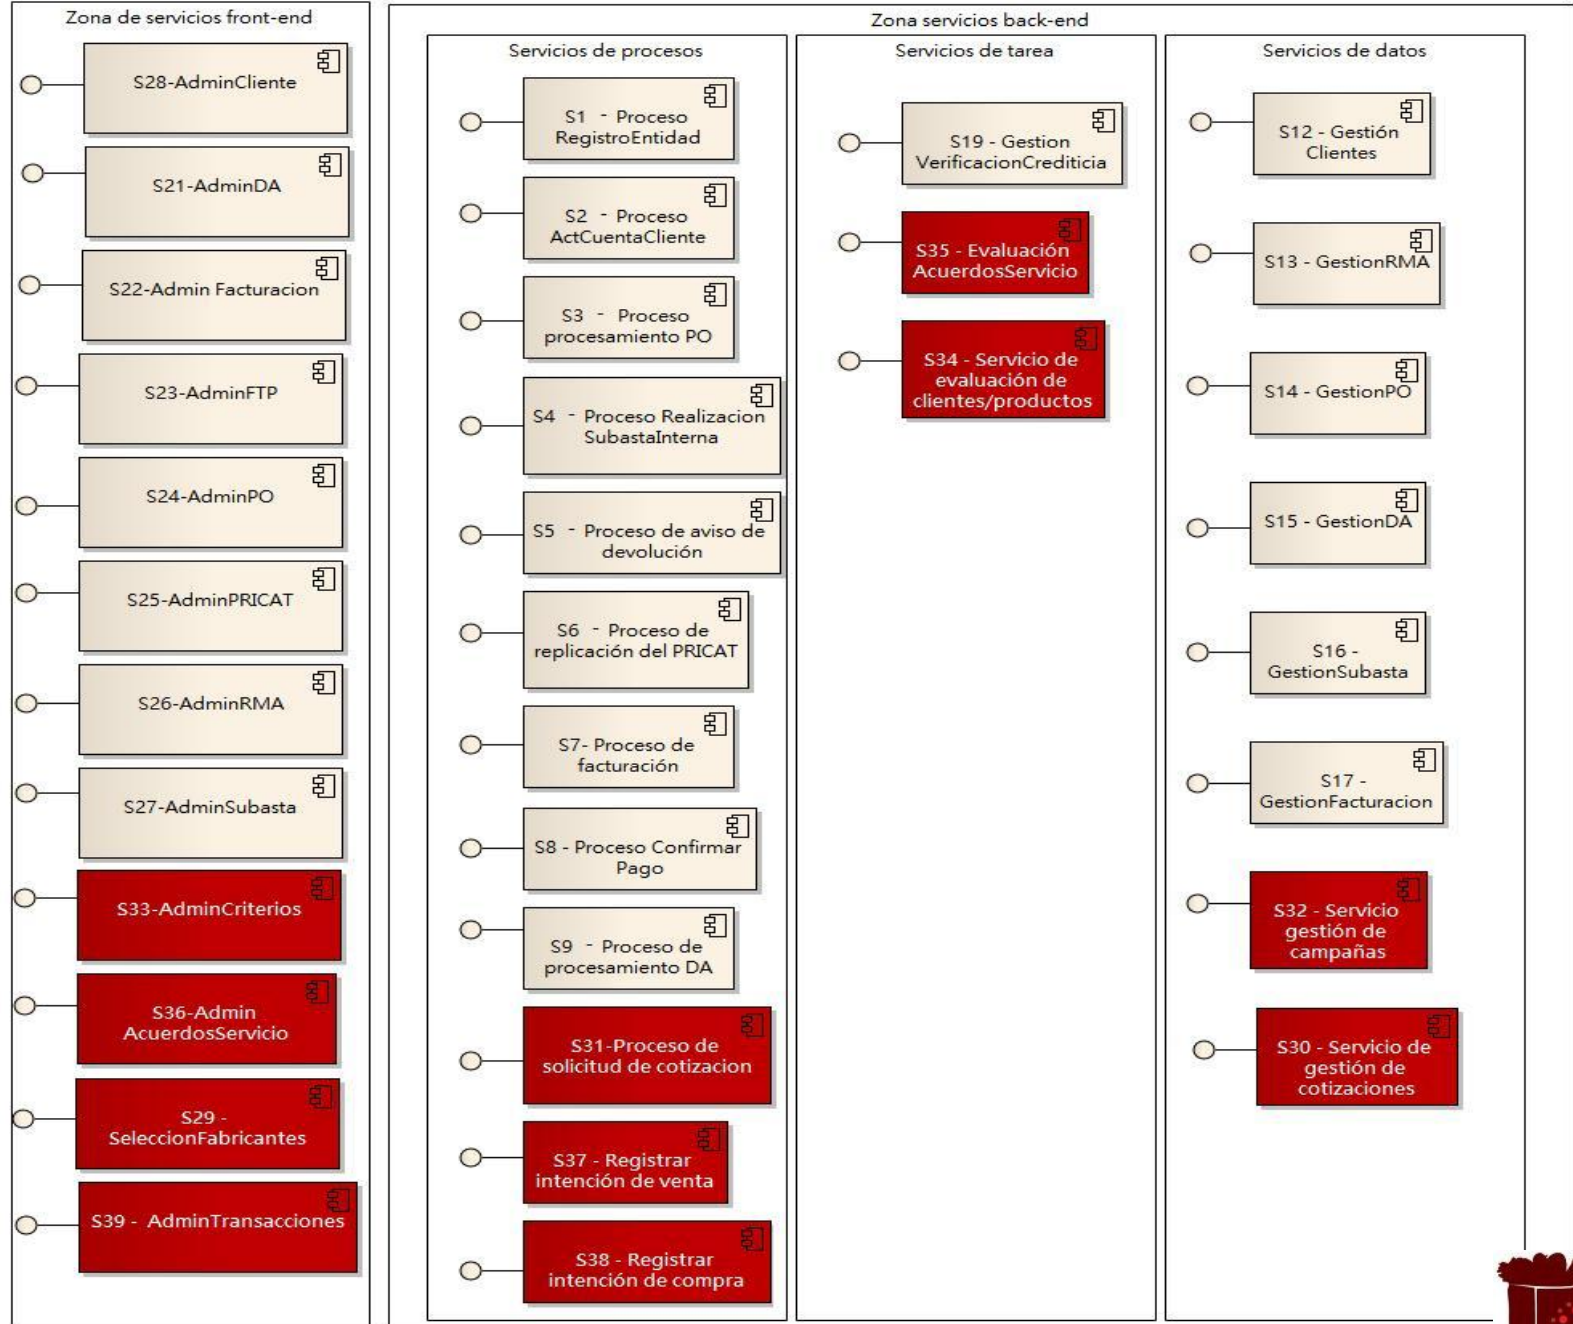 Zona de servicios front-end
S28-AdminCliente
S21-AdminDA
S22-Admin Facturacion
S23-AdminFTP
S24-AdminPO
S25-AdminPRICAT
S26-AdminRMA
S27-AdminSubasta
S33-AdminCriterios
S36-Admin
AcuerdosServicio
S29 -
SeleccionFabricantes
S39 - AdminTransacciones
Zona servicios back-end
Servicios de procesos
S1 - Proceso
RegistroEntidad
S2 - Proceso
ActCuentaCliente
S3 - Proceso
procesamiento PO
S4 - Proceso Realizacion
SubastaInterna
S5 - Proceso de aviso de
devolución
S6 - Proceso de
replicación del PRICAT
S7- Proceso de
facturación
S8 - Proceso Confirmar
Pago
S9 - Proceso de
procesamiento DA
S31-Proceso de
solicitud de cotizacion
S37 - Registrar
intención de venta
S38 - Registrar
intención de compra
Servicios de tarea
S19 - Gestion
VerificacionCrediticia
S35 - Evaluación
AcuerdosServicio
S34 - Servicio de
evaluación de
clientes/productos
Servicios de datos
S12 - Gestión
Clientes
S13 - GestionRMA
S14 - GestionPO
S15 - GestionDA
S16 -
GestionSubasta
S17 -
GestionFacturacion
S32 - Servicio
gestión de
campañas
S30 - Servicio de
gestión de
cotizaciones